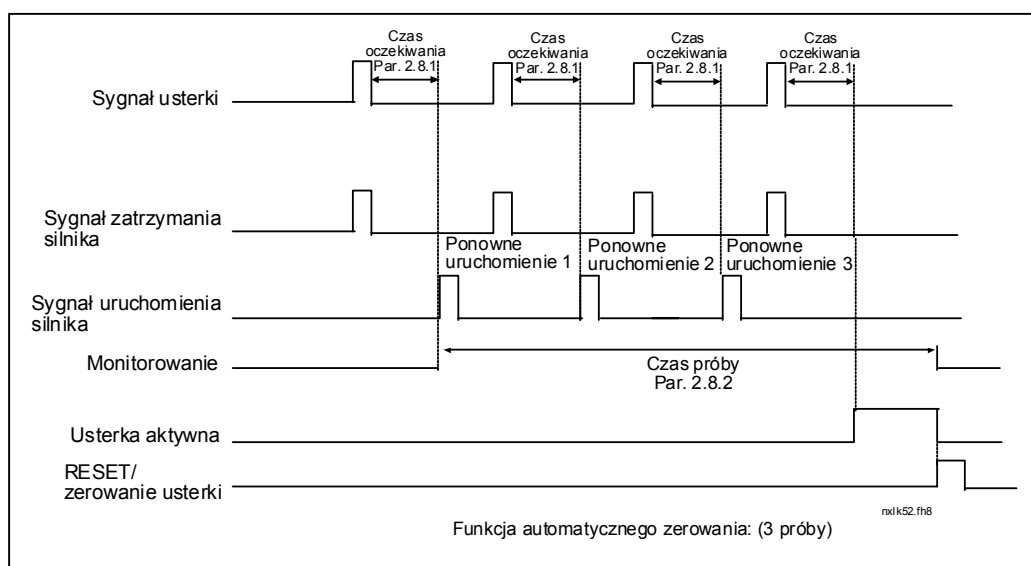 Czas
oczekiwania
Par. 2.8.1
Czas
oczekiwania
Par. 2.8.1
Czas
oczekiwania
Par. 2.8.1
Czas
oczekiwania
Par. 2.8.1
Sygnał usterki
Sygnał zatrzymania
silnika
Ponowne
uruchomienie 1
Ponowne
uruchomienie 2
Ponowne
uruchomienie 3
Sygnał uruchomienia
silnika
Monitorowanie
Czas próby
Par. 2.8.2
Usterka aktywna
RESET/
zerowanie usterki
nxlk52.fh8
Funkcja automatycznego zerowania: (3 próby)